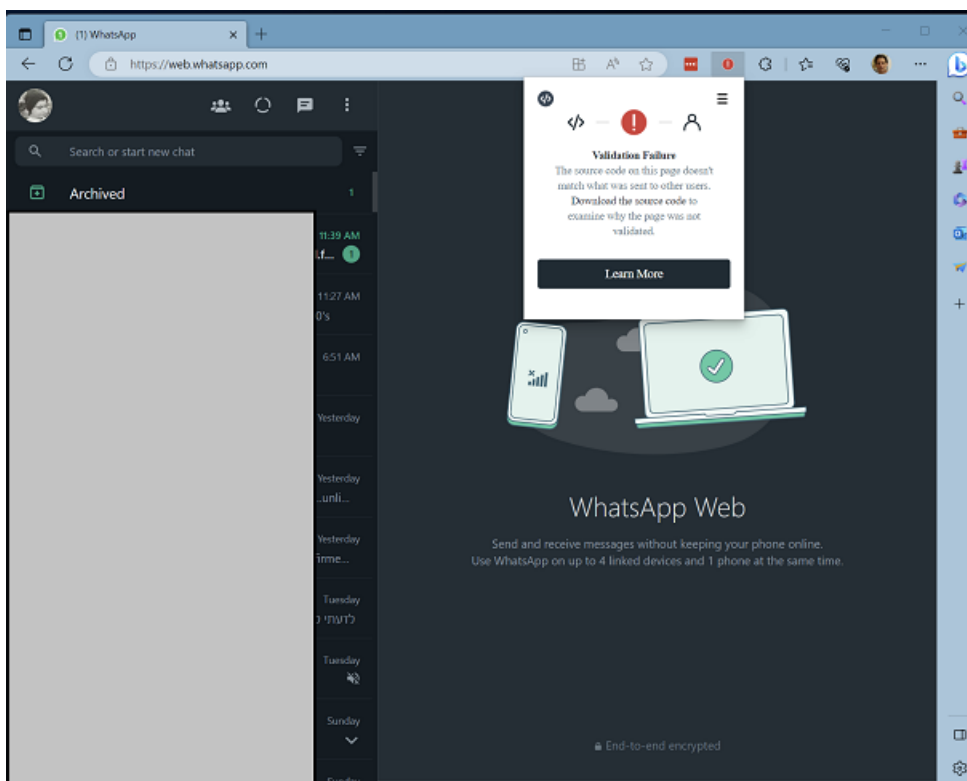 (1) WhatsApp
https://web.whatsapp.com
Search or start new chat
Archived
1
11:39 AM
1
11:27 AM
0's
6:51 AM
Yesterday
Yesterday
...unli...
Yesterday
firme...
Tuesday
לדעתי
Tuesday
Sunday
Sunday
Validation Failure
The source code on this page doesn't
match what was sent to other users.
Download the source code to
examine why the page was not
validated.
Learn More
WhatsApp Web
Send and receive messages without keeping your phone online.
Use WhatsApp on up to 4 linked devices and 1 phone at the same time.
End-to-end encrypted